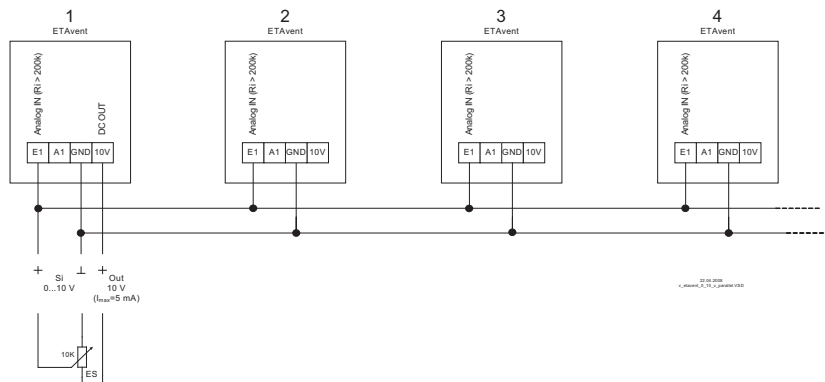 1
ETAvent
Analog IN (Ri > 200k)
DC OUT
E1 A1 GND 10V
2
ETAvent
Analog IN (Ri > 200k)
E1 A1 GND 10V
3
ETAvent
Analog IN (Ri > 200k)
E1 A1 GND 10V
4
ETAvent
Analog IN (Ri > 200k)
E1 A1 GND 10V
+ ⊥ +
Si
0...10 V
Out
10 V
(Imax=5 mA)
10K
ES